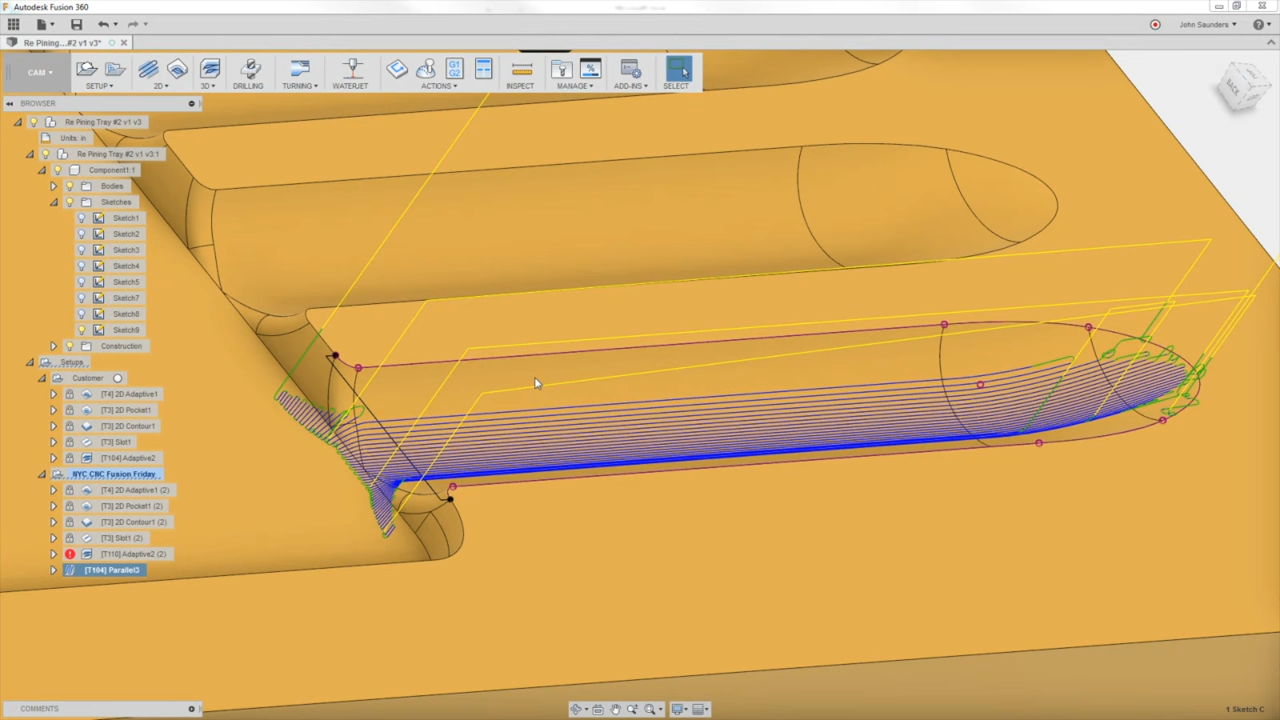 Autodesk Fusion 360
John Saunders
Re Pining...#2 v1 v3*
CAM
SETUP
2D
3D
DRILLING
TURNING
WATERJET
G1
G2
ACTIONS
INSPECT
MANAGE
ADD-INS
SELECT
BACK
BROWSER
Re Pining Tray #2 v1 v3
Units: in
Re Pining Tray #2 v1 v3:1
Component1:1
Bodies
Sketches
Sketch1
Sketch2
Sketch3
Sketch4
Sketch5
Sketch7
Sketch8
Sketch9
Construction
Setups
Customer
[T4] 2D Adaptive1
[T3] 2D Pocket1
[T3] 2D Contour1
[T3] Slot1
[T104] Adaptive2
NYC CNC Fusion Friday
[T4] 2D Adaptive1 (2)
[T3] 2D Pocket1 (2)
[T3] 2D Contour1 (2)
[T3] Slot1 (2)
[T110] Adaptive2 (2)
[T104] Parallel3
COMMENTS
1 Sketch C